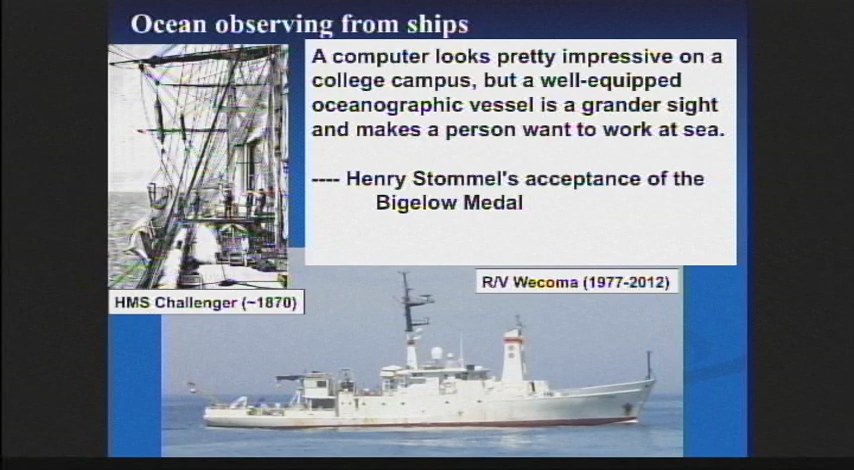 Ocean observing from ships
A computer looks pretty impressive on a
college campus, but a well-equipped
oceanographic vessel is a grander sight
and makes a person want to work at sea.
---- Henry Stommel's acceptance of the
Bigelow Medal
R/V Wecoma (1977-2012)
HMS Challenger (~1870)